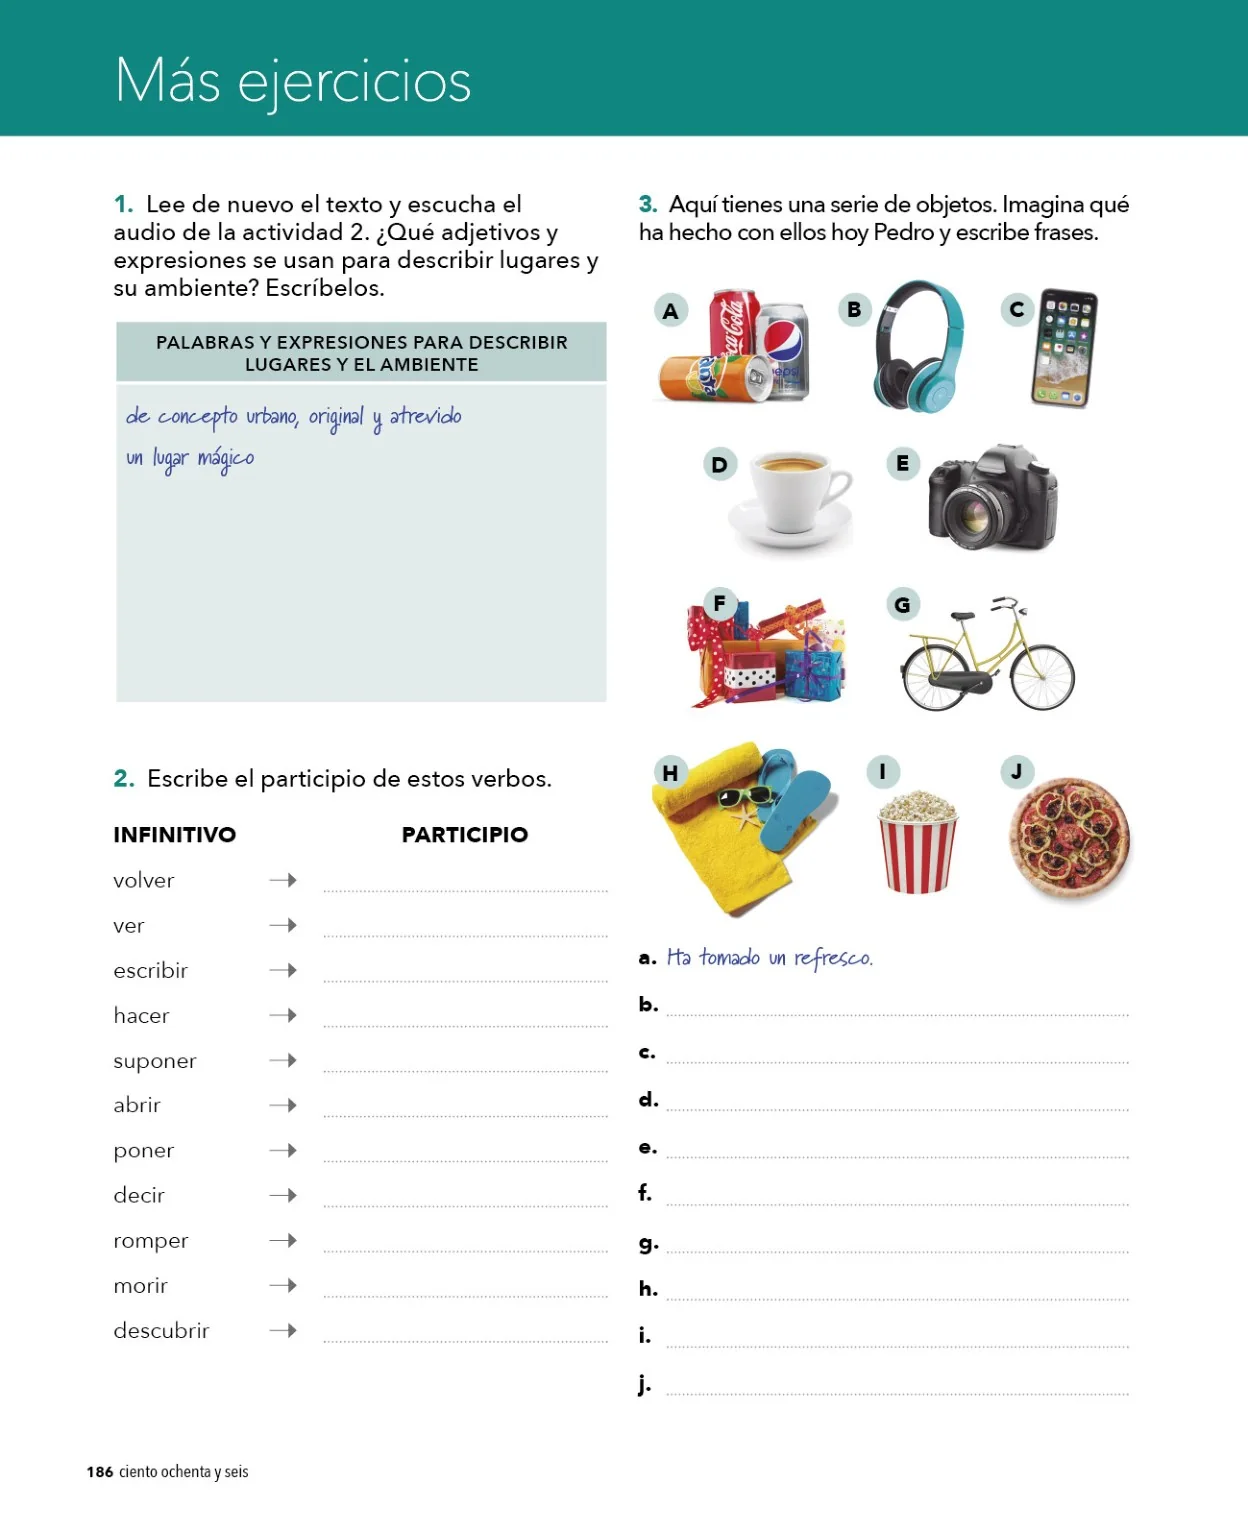 Más ejercicios
1. Lee de nuevo el texto y escucha el
audio de la actividad 2. ¿Qué adjetivos y
expresiones se usan para describir lugares y
su ambiente? Escríbelos.
PALABRAS Y EXPRESIONES PARA DESCRIBIR
LUGARES Y EL AMBIENTE
de concepto urbano, original y atrevido
un lugar mágico
2. Escribe el participio de estos verbos.
INFINITIVO PARTICIPIO
volver
ver
escribir
hacer
suponer
abrir
poner
decir
romper
morir
descubrir
3. Aquí tienes una serie de objetos. Imagina qué
ha hecho con ellos hoy Pedro y escribe frases.
A
Coca-Cola
pepsi
Fanta
B
C
D
E
F
G
H
I
J
a. Ha tomado un refresco.
b.
c.
d.
e.
f.
g.
h.
i.
j.
186 ciento ochenta y seis